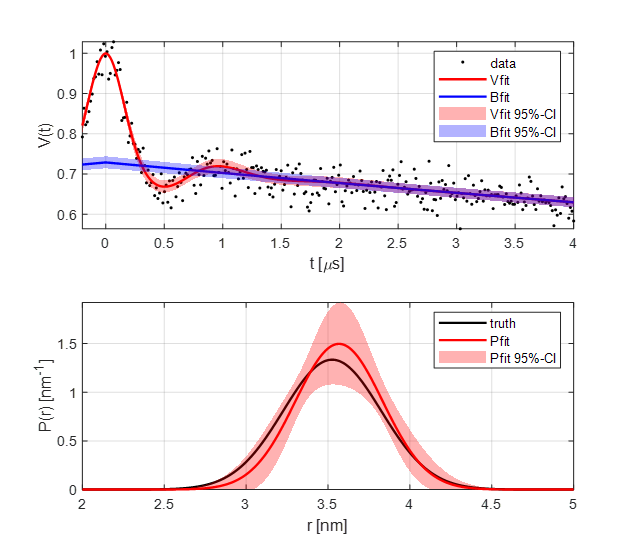 1
0.9
0.8
0.7
0.6
V(t)
data
Vfit
Bfit
Vfit 95%-CI
Bfit 95%-CI
0 0.5 1 1.5 2 2.5 3 3.5 4
t [μs]
1.5
1
0.5
0
P(r) [nm⁻¹]
truth
Pfit
Pfit 95%-CI
2 2.5 3 3.5 4 4.5 5
r [nm]